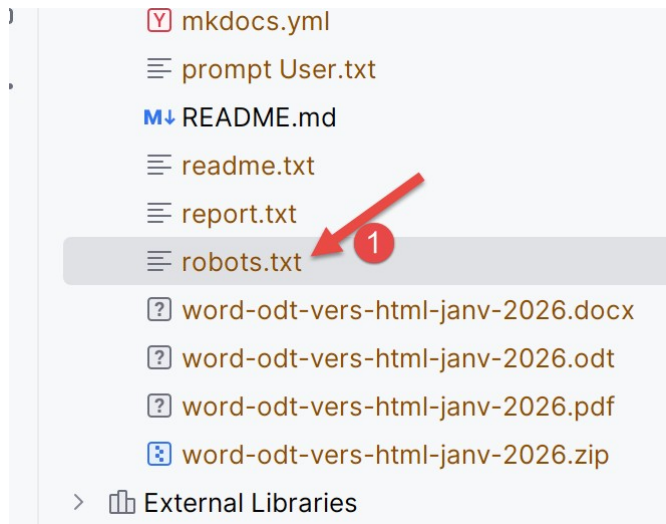 mkdocs.yml
prompt User.txt
M↓ README.md
readme.txt
report.txt
1
robots.txt
word-odt-vers-html-janv-2026.docx
word-odt-vers-html-janv-2026.odt
word-odt-vers-html-janv-2026.pdf
word-odt-vers-html-janv-2026.zip
External Libraries